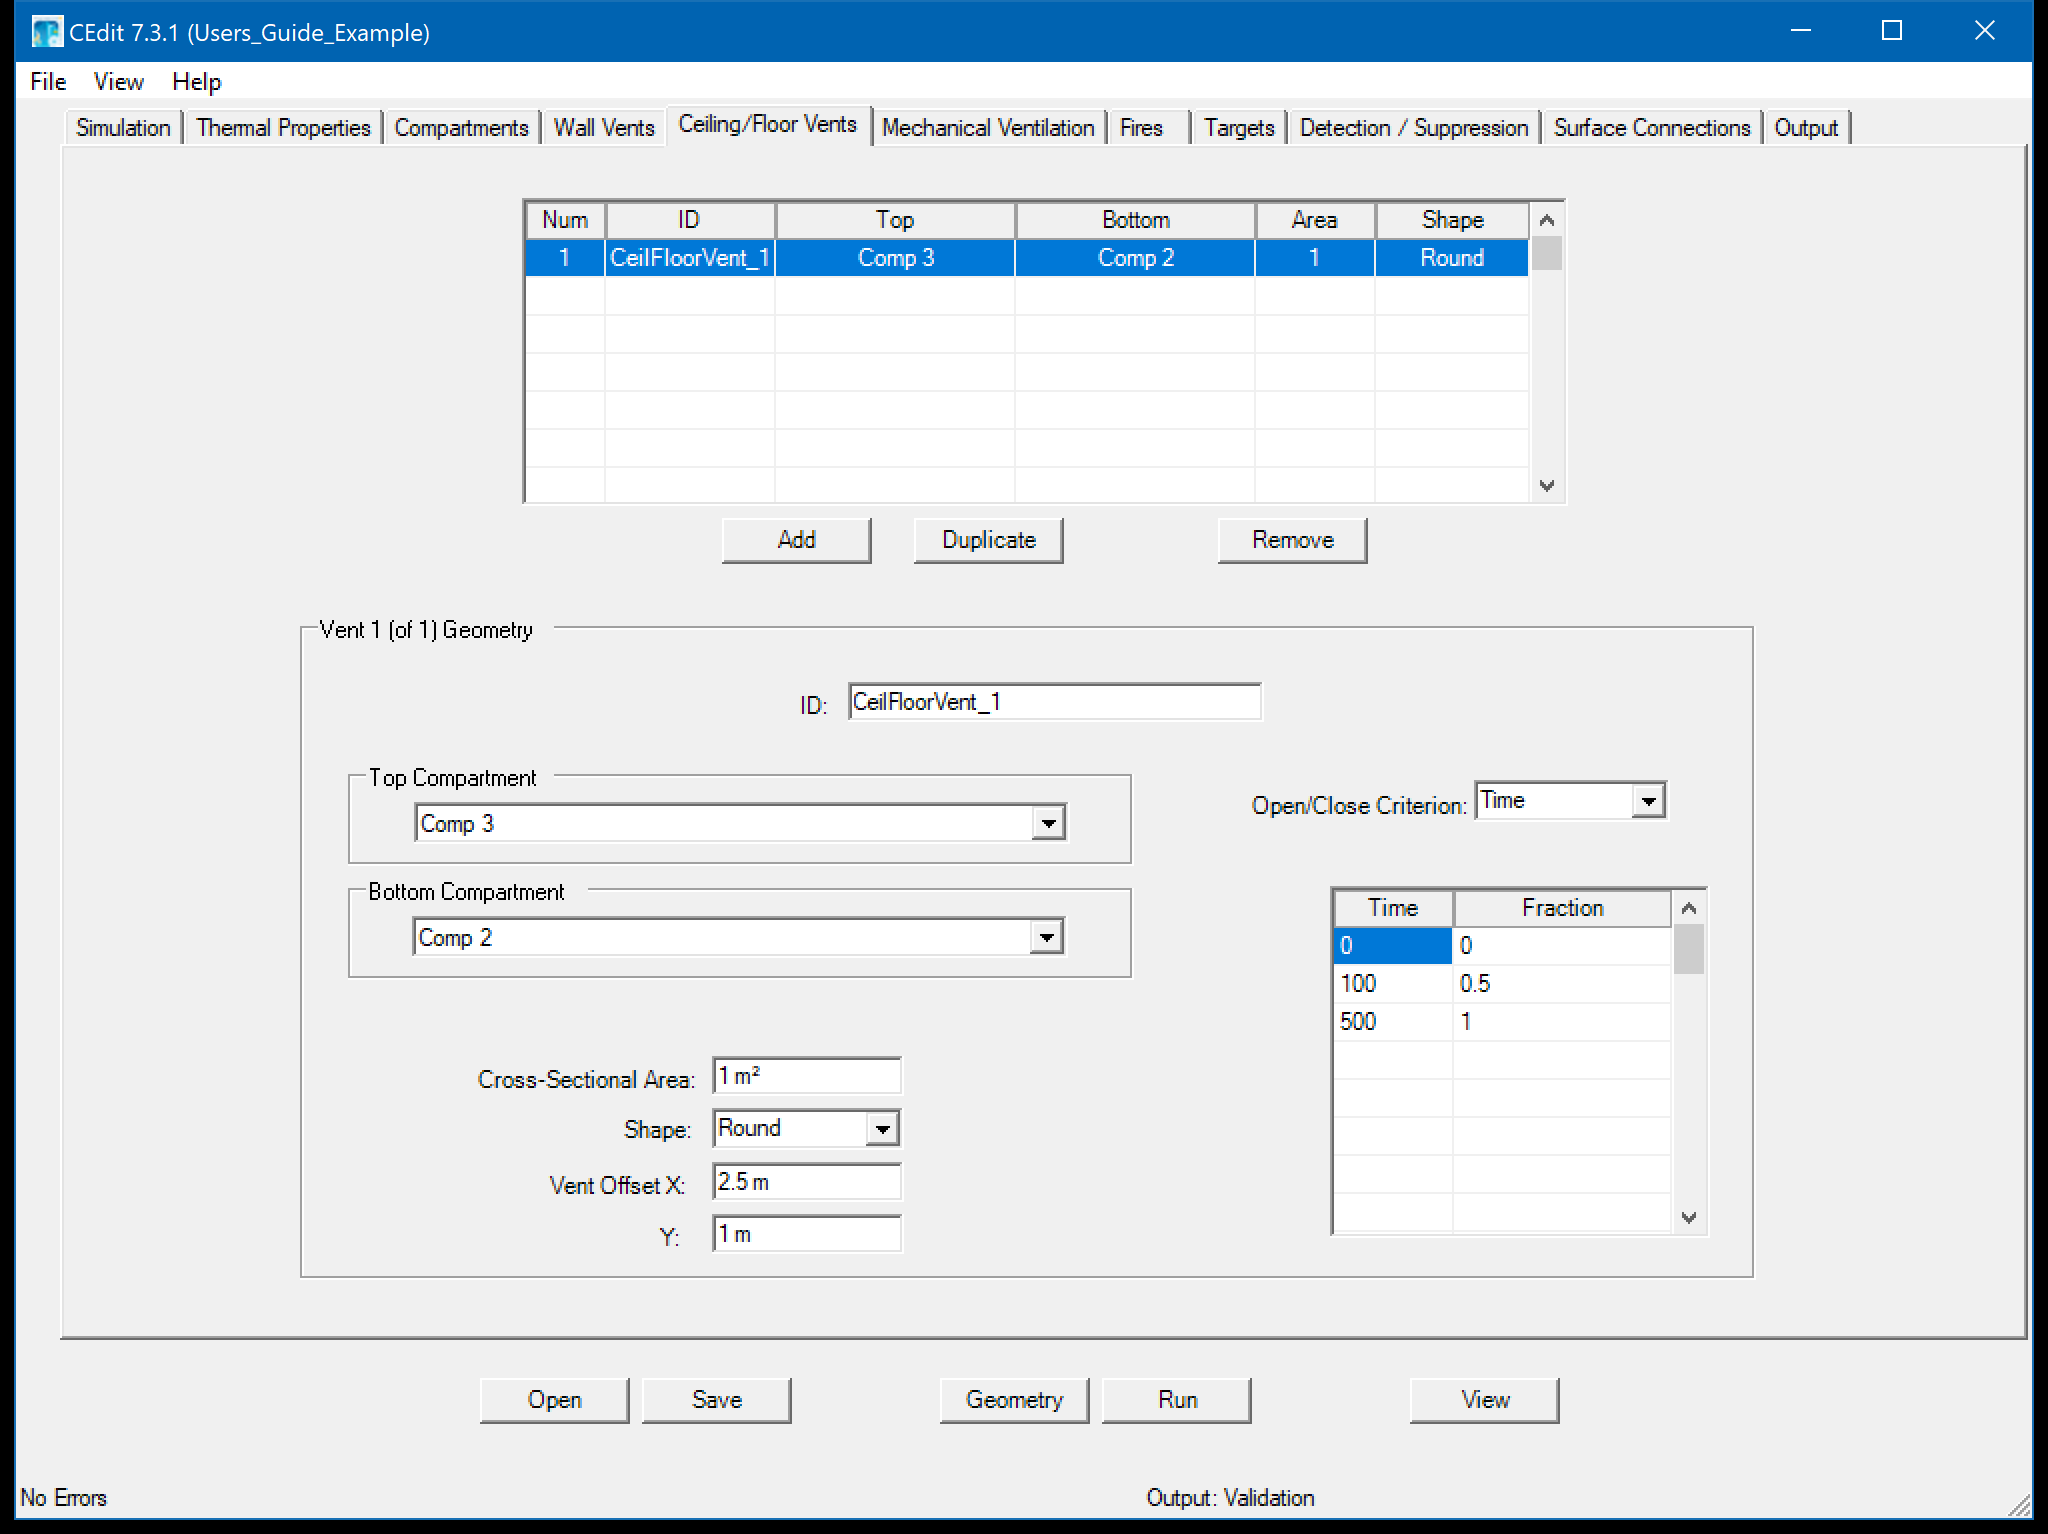 CEdit 7.3.1 (Users_Guide_Example)
File View Help
Simulation Thermal Properties Compartments Wall Vents Ceiling/Floor Vents Mechanical Ventilation Fires Targets Detection / Suppression Surface Connections Output
Num ID Top Bottom Area Shape
1 CeilFloorVent_1 Comp 3 Comp 2 1 Round
Add Duplicate Remove
Vent 1 (of 1) Geometry
ID: CeilFloorVent_1
Top Compartment
Comp 3
Open/Close Criterion: Time
Bottom Compartment
Comp 2
Time Fraction
0 0
100 0.5
500 1
Cross-Sectional Area: 1 m²
Shape: Round
Vent Offset X: 2.5 m
Y: 1 m
Open Save Geometry Run View
No Errors Output: Validation